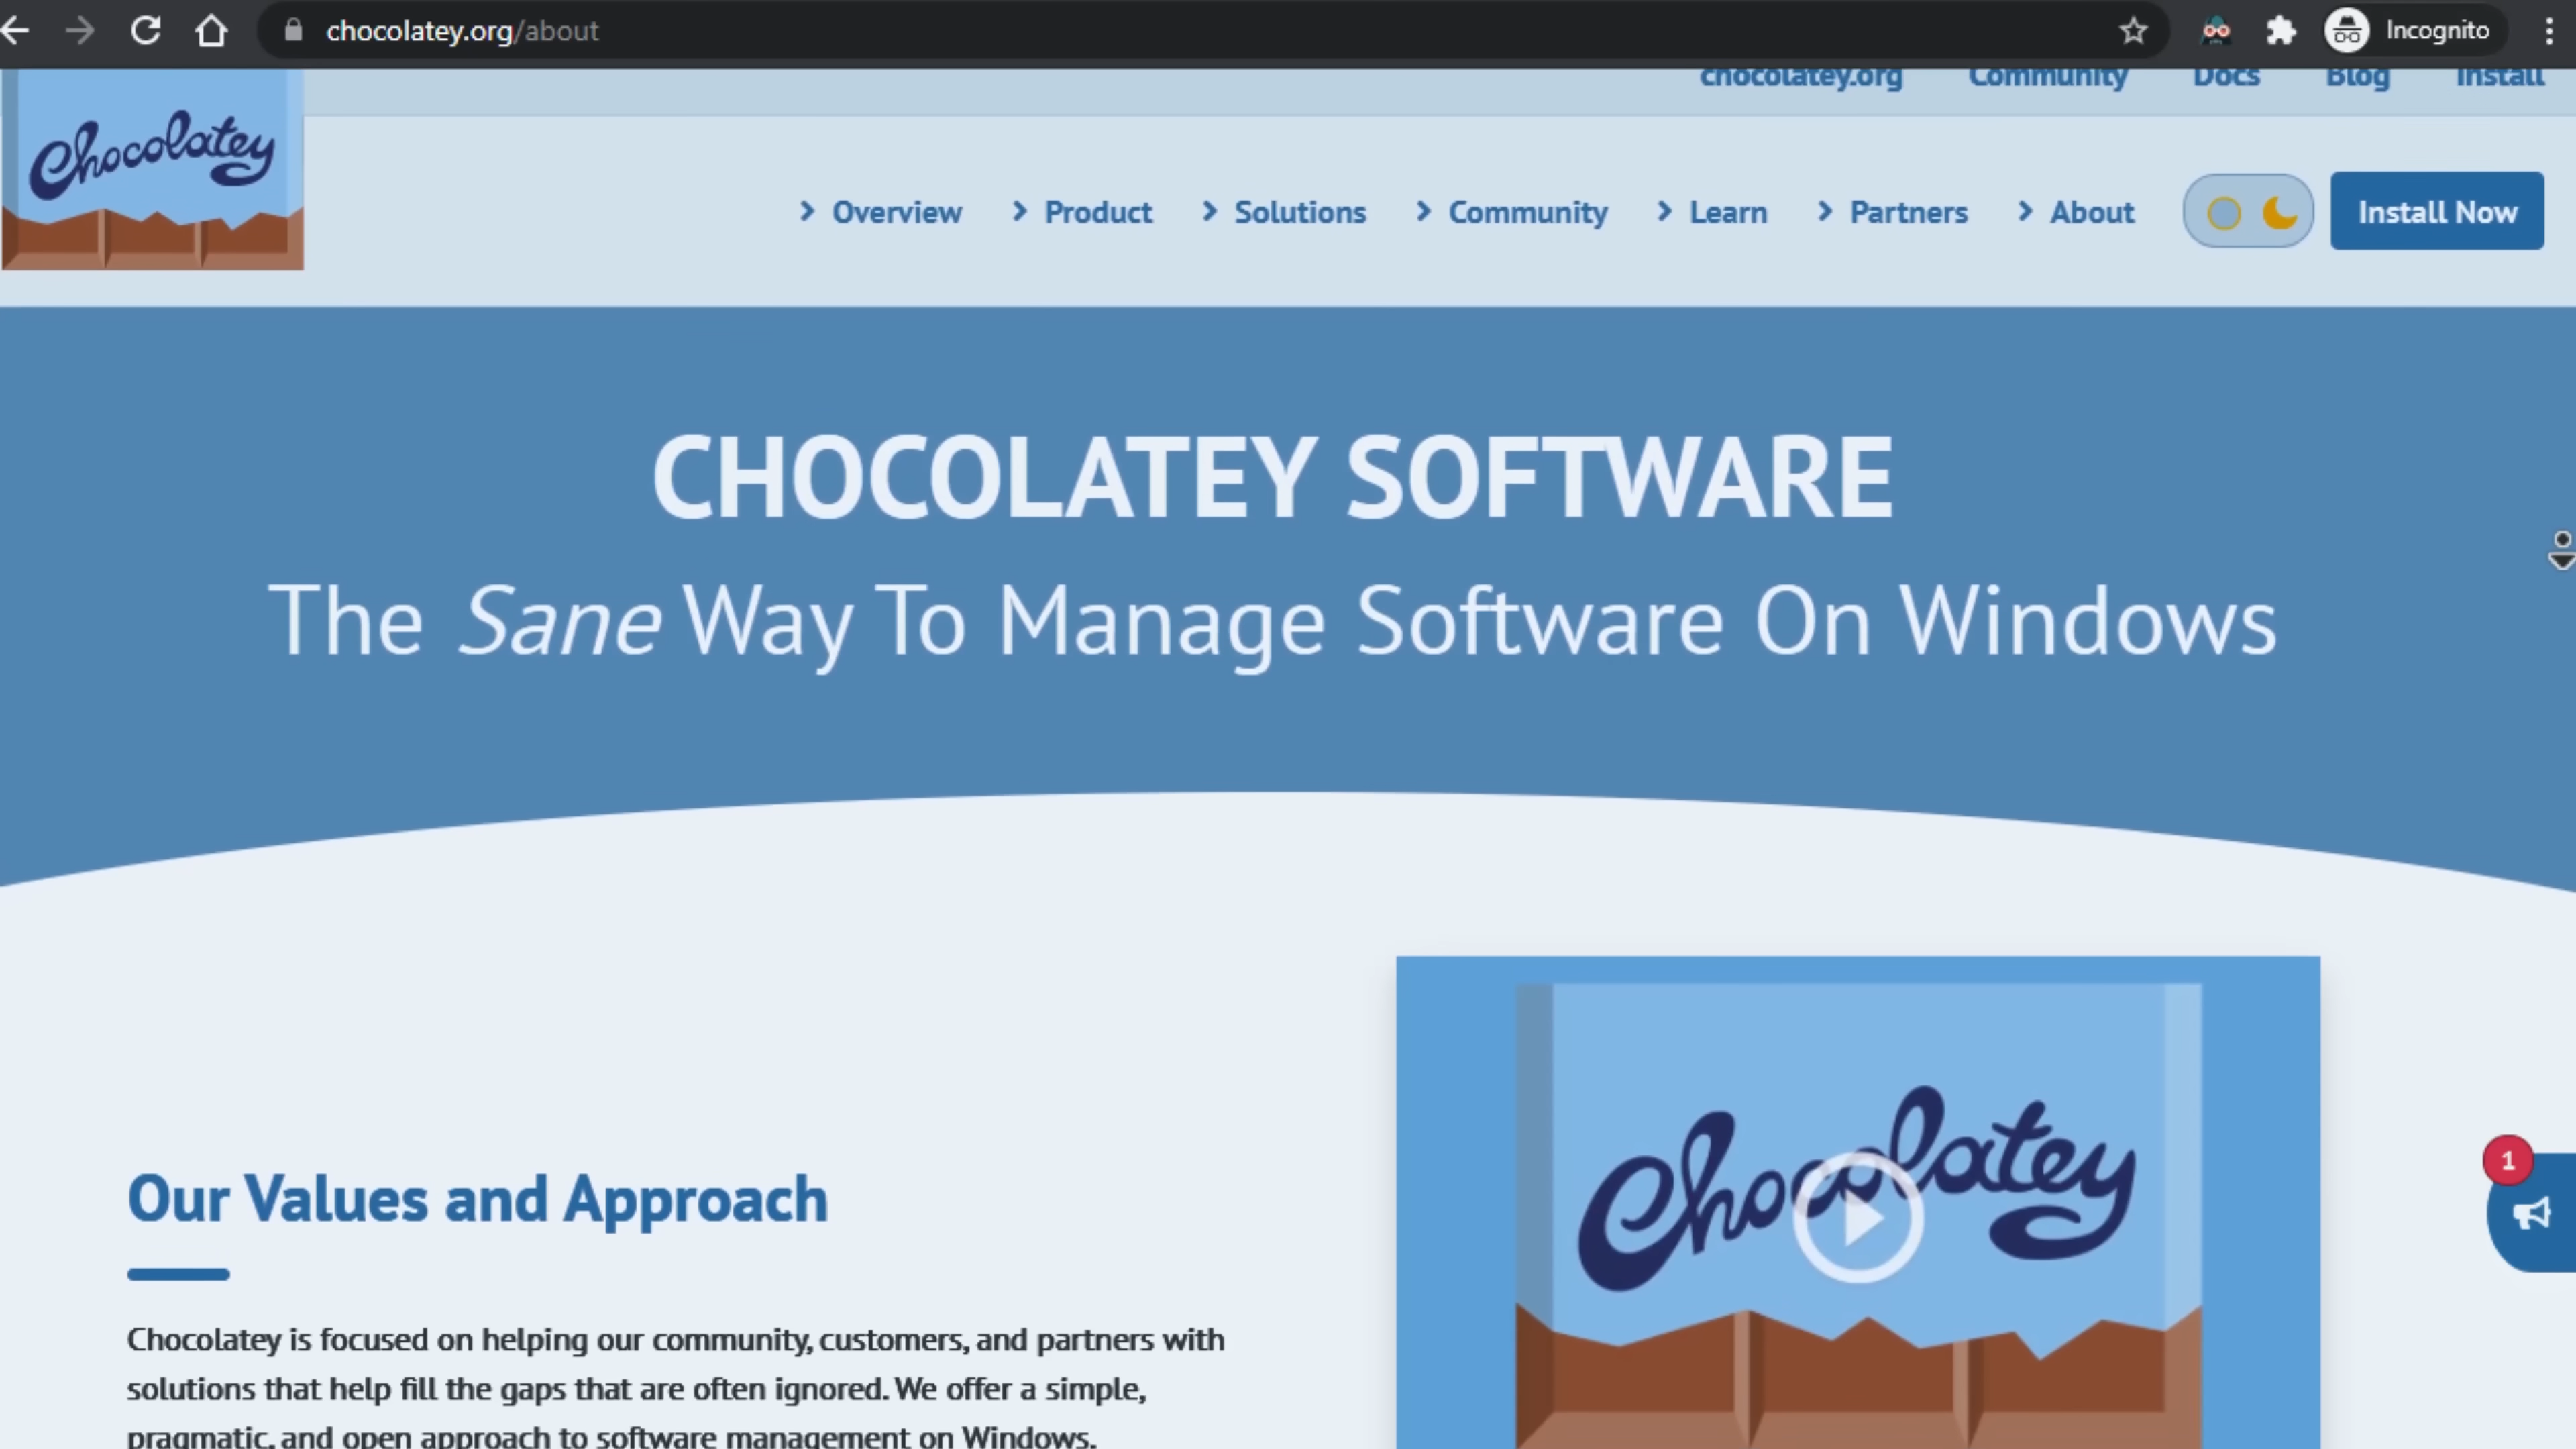 chocolatey.org/about
Incognito
chocolatey.org Community Docs Blog Install
Chocolatey
Overview Product Solutions Community Learn Partners About Install Now
CHOCOLATEY SOFTWARE
The Sane Way To Manage Software On Windows
Chocolatey
1
Our Values and Approach
Chocolatey is focused on helping our community, customers, and partners with
solutions that help fill the gaps that are often ignored. We offer a simple,
pragmatic, and open approach to software management on Windows.